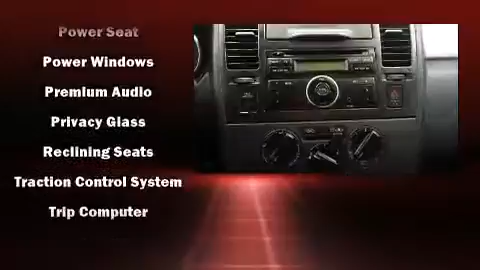 Power Seat
Power Windows
Premium Audio
Privacy Glass
Reclining Seats
Traction Control System
Trip Computer